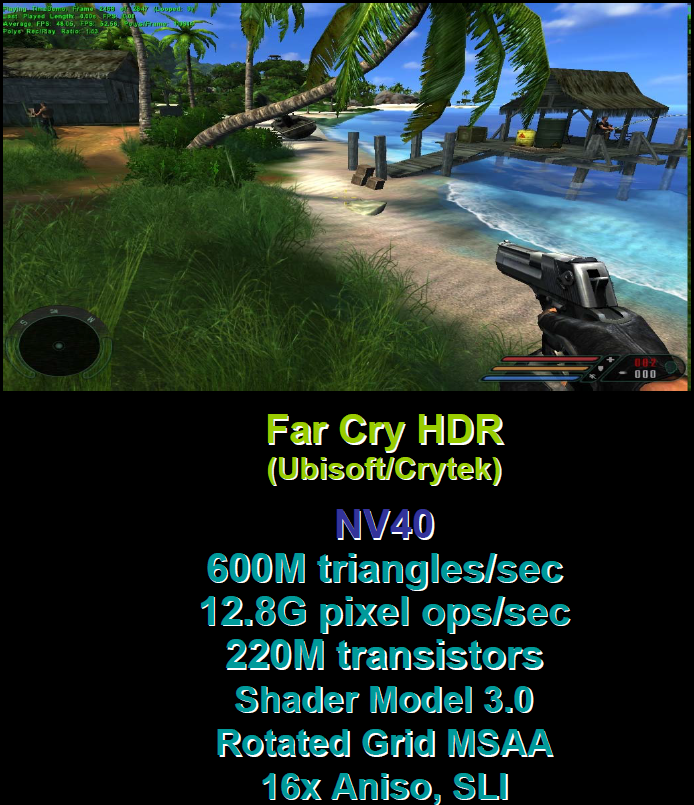 Far Cry HDR
(Ubisoft/Crytek)
NV40
600M triangles/sec
12.8G pixel ops/sec
220M transistors
Shader Model 3.0
Rotated Grid MSAA
16x Aniso, SLI
000